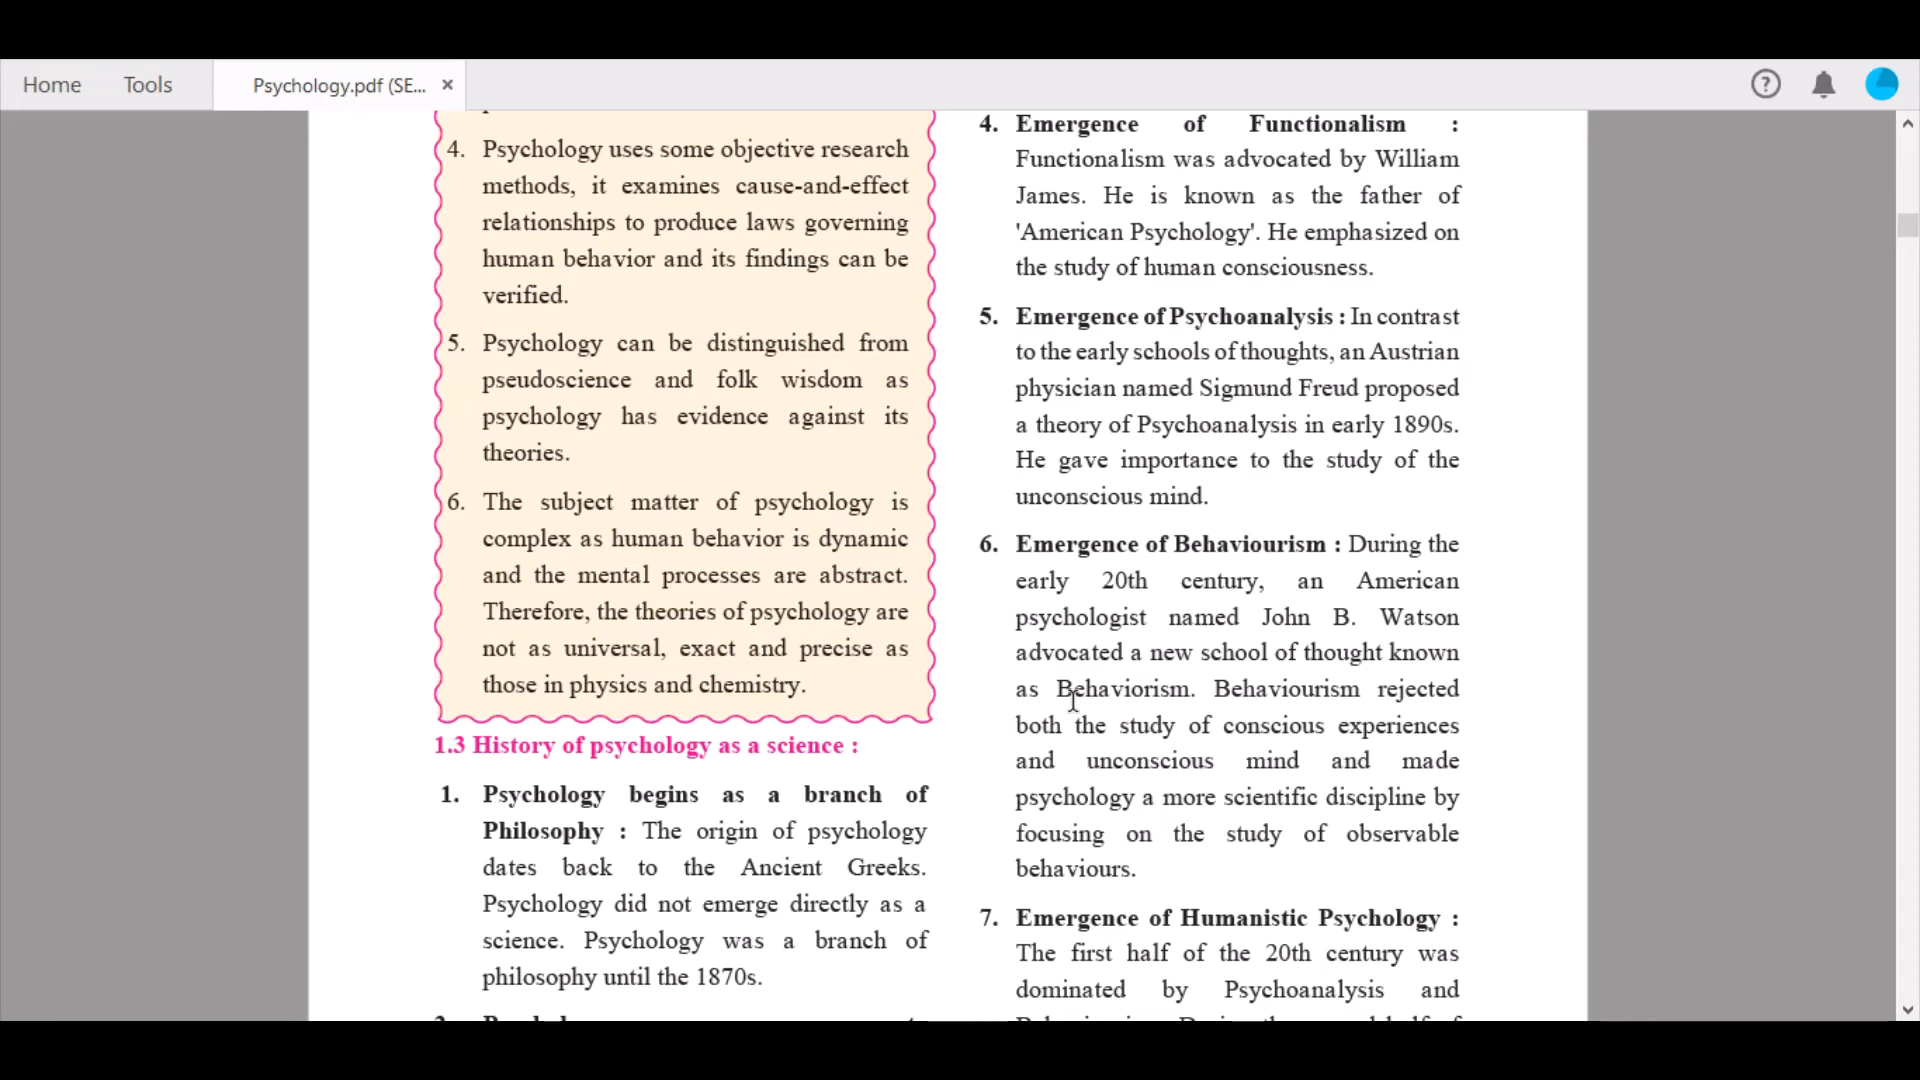 Home
Tools
Psychology.pdf (SE...
4. Psychology uses some objective research
methods, it examines cause-and-effect
relationships to produce laws governing
human behavior and its findings can be
verified.
5. Psychology can be distinguished from
pseudoscience and folk wisdom as
psychology has evidence against its
theories.
6. The subject matter of psychology is
complex as human behavior is dynamic
and the mental processes are abstract.
Therefore, the theories of psychology are
not as universal, exact and precise as
those in physics and chemistry.
1.3 History of psychology as a science :
1. Psychology begins as a branch of
Philosophy : The origin of psychology
dates back to the Ancient Greeks.
Psychology did not emerge directly as a
science. Psychology was a branch of
philosophy until the 1870s.
4. Emergence of Functionalism :
Functionalism was advocated by William
James. He is known as the father of
'American Psychology'. He emphasized on
the study of human consciousness.
5. Emergence of Psychoanalysis : In contrast
to the early schools of thoughts, an Austrian
physician named Sigmund Freud proposed
a theory of Psychoanalysis in early 1890s.
He gave importance to the study of the
unconscious mind.
6. Emergence of Behaviourism : During the
early 20th century, an American
psychologist named John B. Watson
advocated a new school of thought known
as Behaviorism. Behaviourism rejected
both the study of conscious experiences
and unconscious mind and made
psychology a more scientific discipline by
focusing on the study of observable
behaviours.
7. Emergence of Humanistic Psychology :
The first half of the 20th century was
dominated by Psychoanalysis and